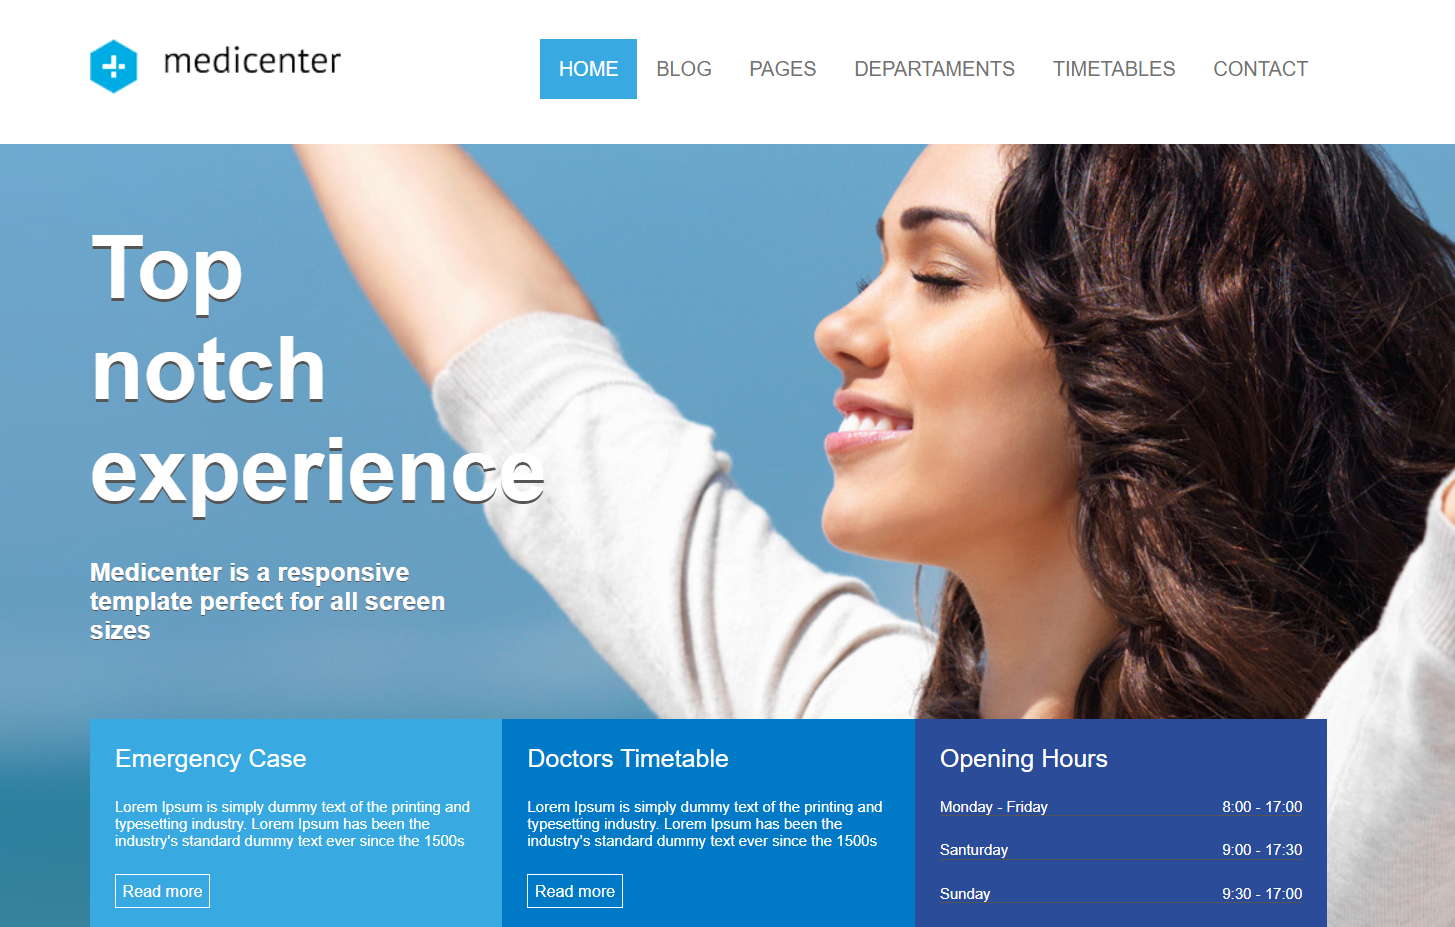 medicenter
HOME BLOG PAGES DEPARTAMENTS TIMETABLES CONTACT
Top
notch
experience
Medicenter is a responsive
template perfect for all screen
sizes
Emergency Case
Lorem Ipsum is simply dummy text of the printing and
typesetting industry. Lorem Ipsum has been the
industry's standard dummy text ever since the 1500s
Read more
Doctors Timetable
Lorem Ipsum is simply dummy text of the printing and
typesetting industry. Lorem Ipsum has been the
industry's standard dummy text ever since the 1500s
Read more
Opening Hours
Monday - Friday 8:00 - 17:00
Santurday 9:00 - 17:30
Sunday 9:30 - 17:00